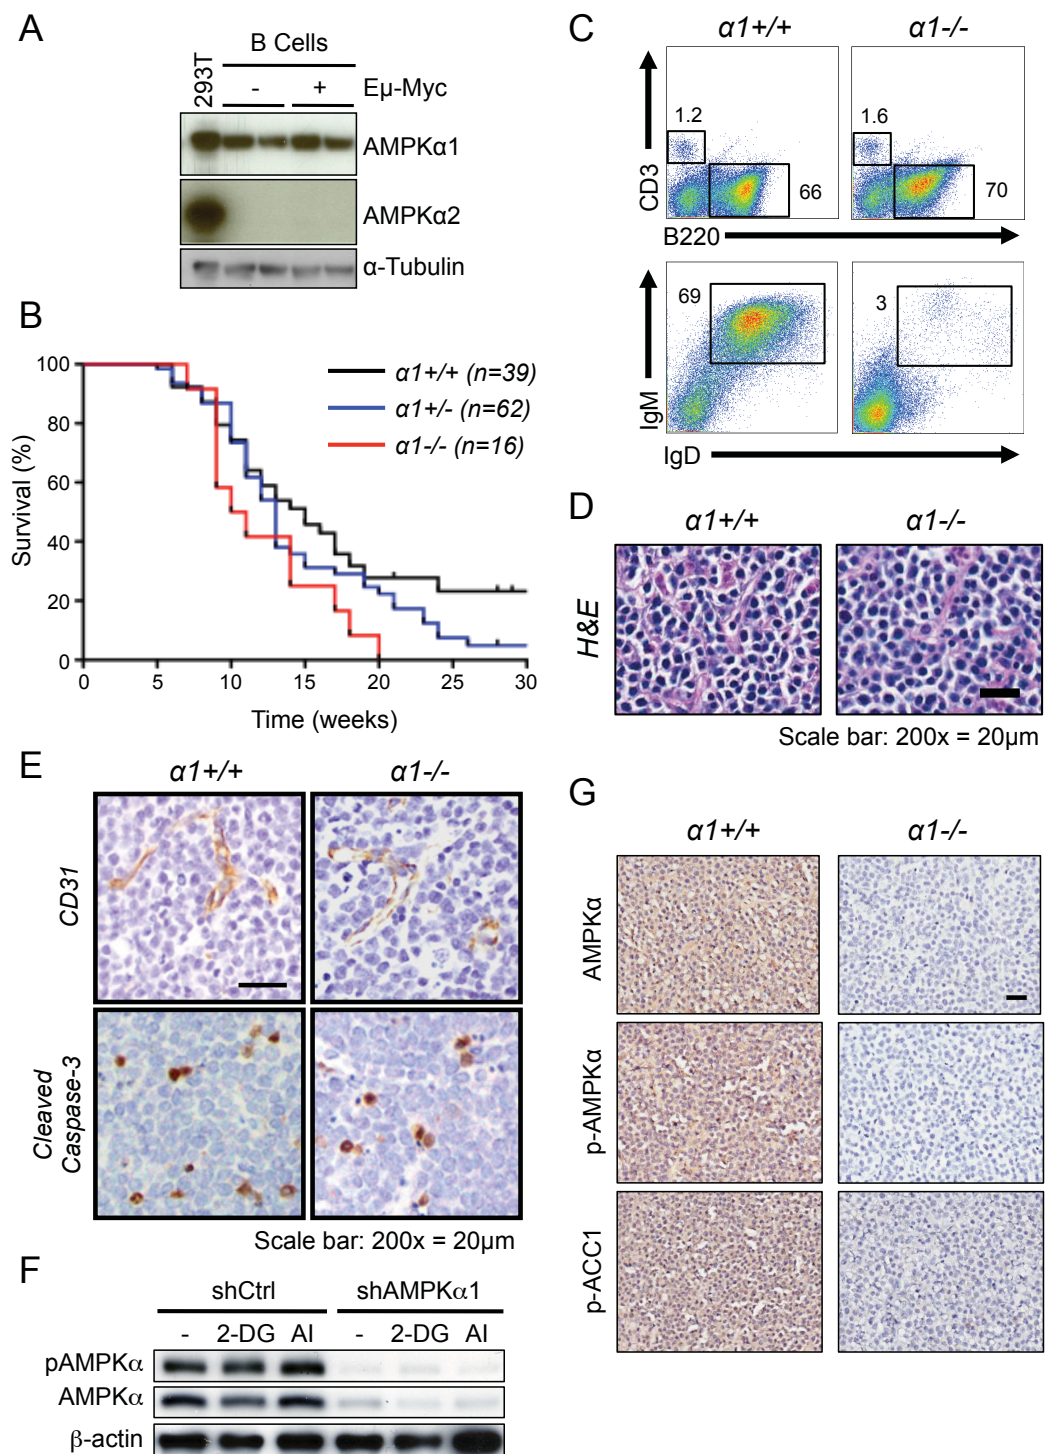 A
B Cells
293T
-
+
Eµ-Myc
AMPKα1
AMPKα2
α-Tubulin
B
100
80
60
40
20
0
Survival (%)
0
5
10
15
20
25
30
Time (weeks)
α1+/+ (n=39)
α1+/- (n=62)
α1-/- (n=16)
C
α1+/+
α1-/-
1.2
66
1.6
70
CD3
B220
69
3
IgM
IgD
D
α1+/+
α1-/-
H&E
Scale bar: 200x = 20µm
E
α1+/+
α1-/-
CD31
Cleaved
Caspase-3
Scale bar: 200x = 20µm
F
shCtrl
shAMPKα1
-
2-DG
AI
-
2-DG
AI
pAMPKα
AMPKα
β-actin
G
α1+/+
α1-/-
AMPKα
p-AMPKα
p-ACC1